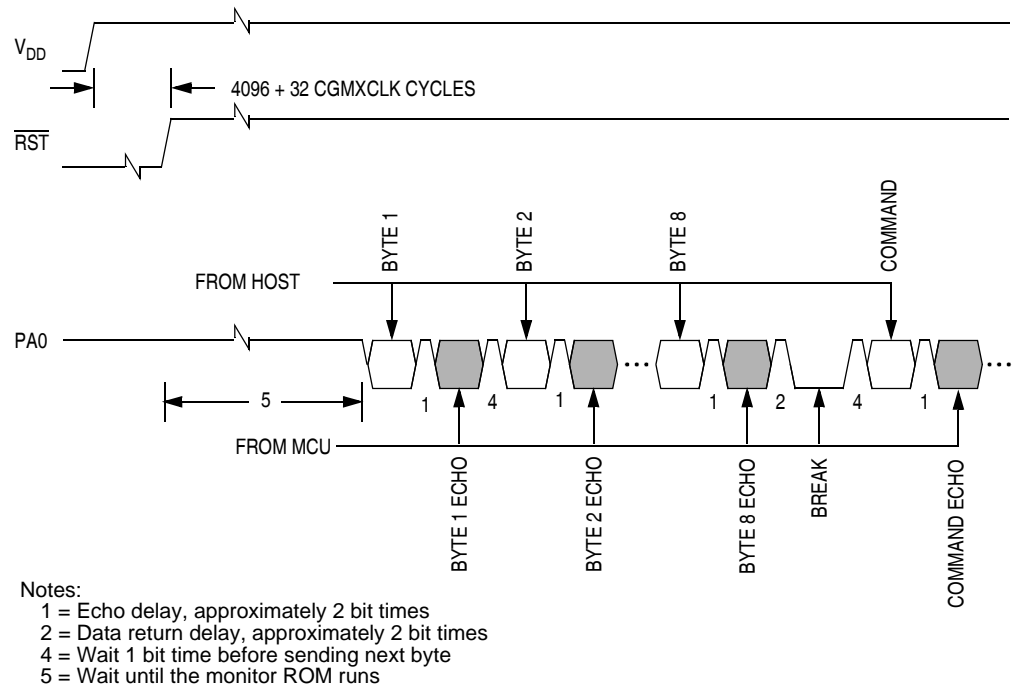 V_DD
4096 + 32 CGMXCLK CYCLES
RST
BYTE 1
BYTE 2
BYTE 8
COMMAND
FROM HOST
PA0
5
1
4
1
1
2
4
1
FROM MCU
BYTE 1 ECHO
BYTE 2 ECHO
BYTE 8 ECHO
BREAK
COMMAND ECHO
Notes:
1 = Echo delay, approximately 2 bit times
2 = Data return delay, approximately 2 bit times
4 = Wait 1 bit time before sending next byte
5 = Wait until the monitor ROM runs